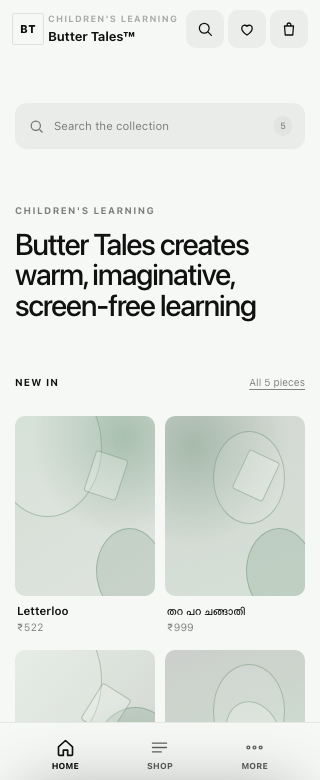 BT
CHILDREN'S LEARNING
Butter Tales™
Search the collection
5
CHILDREN'S LEARNING
Butter Tales creates
warm, imaginative,
screen-free learning
NEW IN
All 5 pieces
Letterloo
₹522
തറ പറ ചങ്ങാതി
₹999
HOME
SHOP
MORE